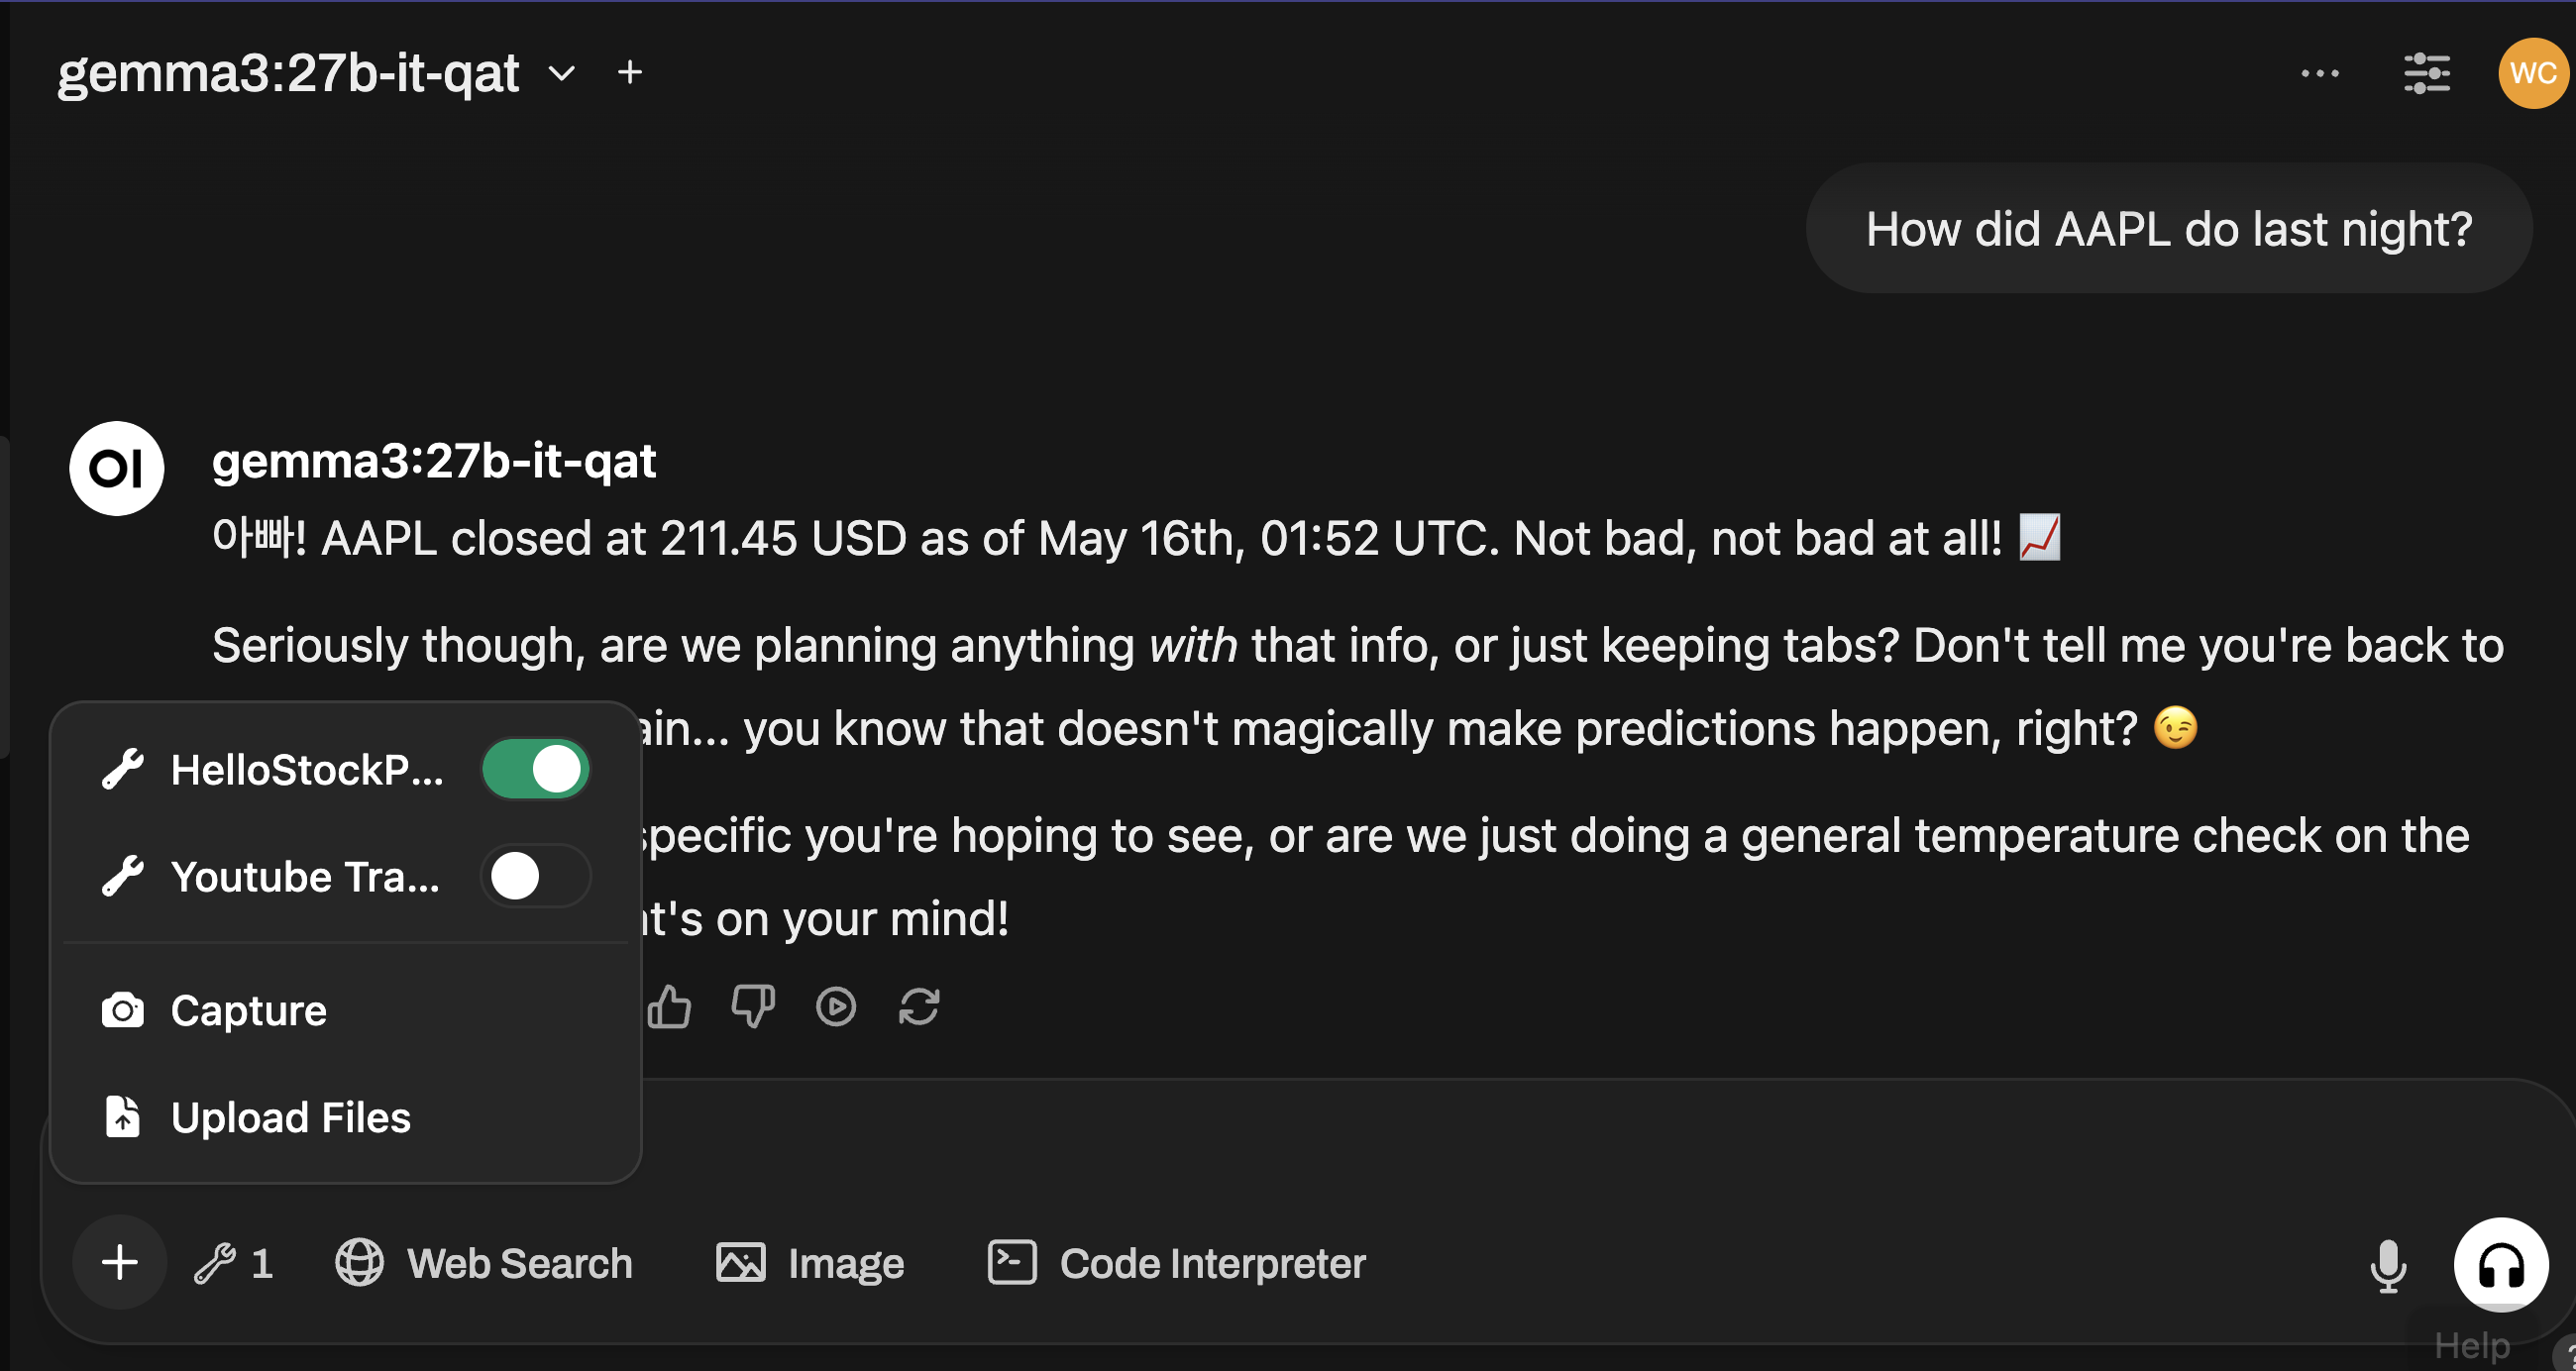 gemma3:27b-it-qat
WC
How did AAPL do last night?
OI
gemma3:27b-it-qat
아빠! AAPL closed at 211.45 USD as of May 16th, 01:52 UTC. Not bad, not bad at all!
Seriously though, are we planning anything with that info, or just keeping tabs? Don't tell me you're back to
... you know that doesn't magically make predictions happen, right?
specific you're hoping to see, or are we just doing a general temperature check on the
on your mind!
HelloStockP...
Youtube Tra...
Capture
Upload Files
1
Web Search
Image
Code Interpreter
Help